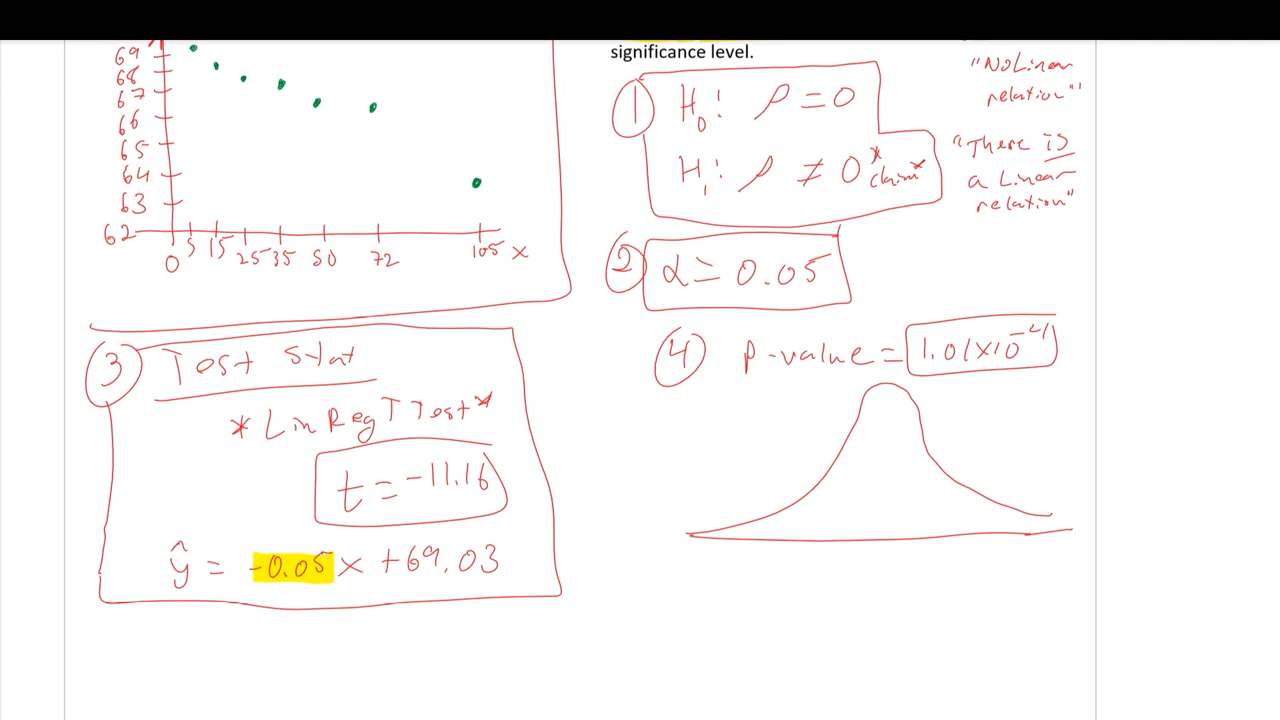 69
68
67
66
65
64
63
62
0 5 15 25 35 50 72 105 x
significance level.
① H₀: ρ = 0
H₁: ρ ≠ 0 *claim*
"No Linear
relation"
"There is
a Linear
relation"
② α = 0.05
③ Test Stat
*LinRegTTest*
t = -11.16
ŷ = -0.05x + 69.03
④ p-value = 1.01×10⁻⁴